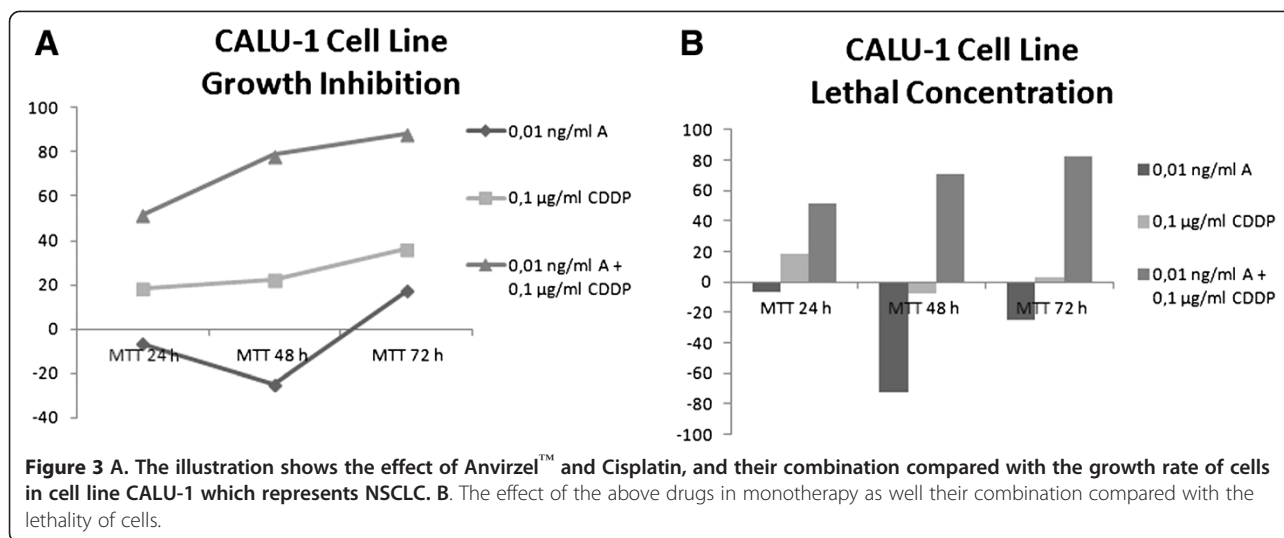 A
CALU-1 Cell Line
Growth Inhibition
100
80
60
40
20
0
-20
-40
MTT 24 h
MTT 48 h
MTT 72 h
0,01 ng/ml A
0,1 µg/ml CDDP
0,01 ng/ml A +
0,1 µg/ml CDDP
B
CALU-1 Cell Line
Lethal Concentration
100
80
60
40
20
0
-20
-40
-60
-80
-100
MTT 24 h
MTT 48 h
MTT 72 h
0,01 ng/ml A
0,1 µg/ml CDDP
0,01 ng/ml A +
0,1 µg/ml CDDP
Figure 3 A. The illustration shows the effect of Anvirzel™ and Cisplatin, and their combination compared with the growth rate of cells
in cell line CALU-1 which represents NSCLC. B. The effect of the above drugs in monotherapy as well their combination compared with the
lethality of cells.